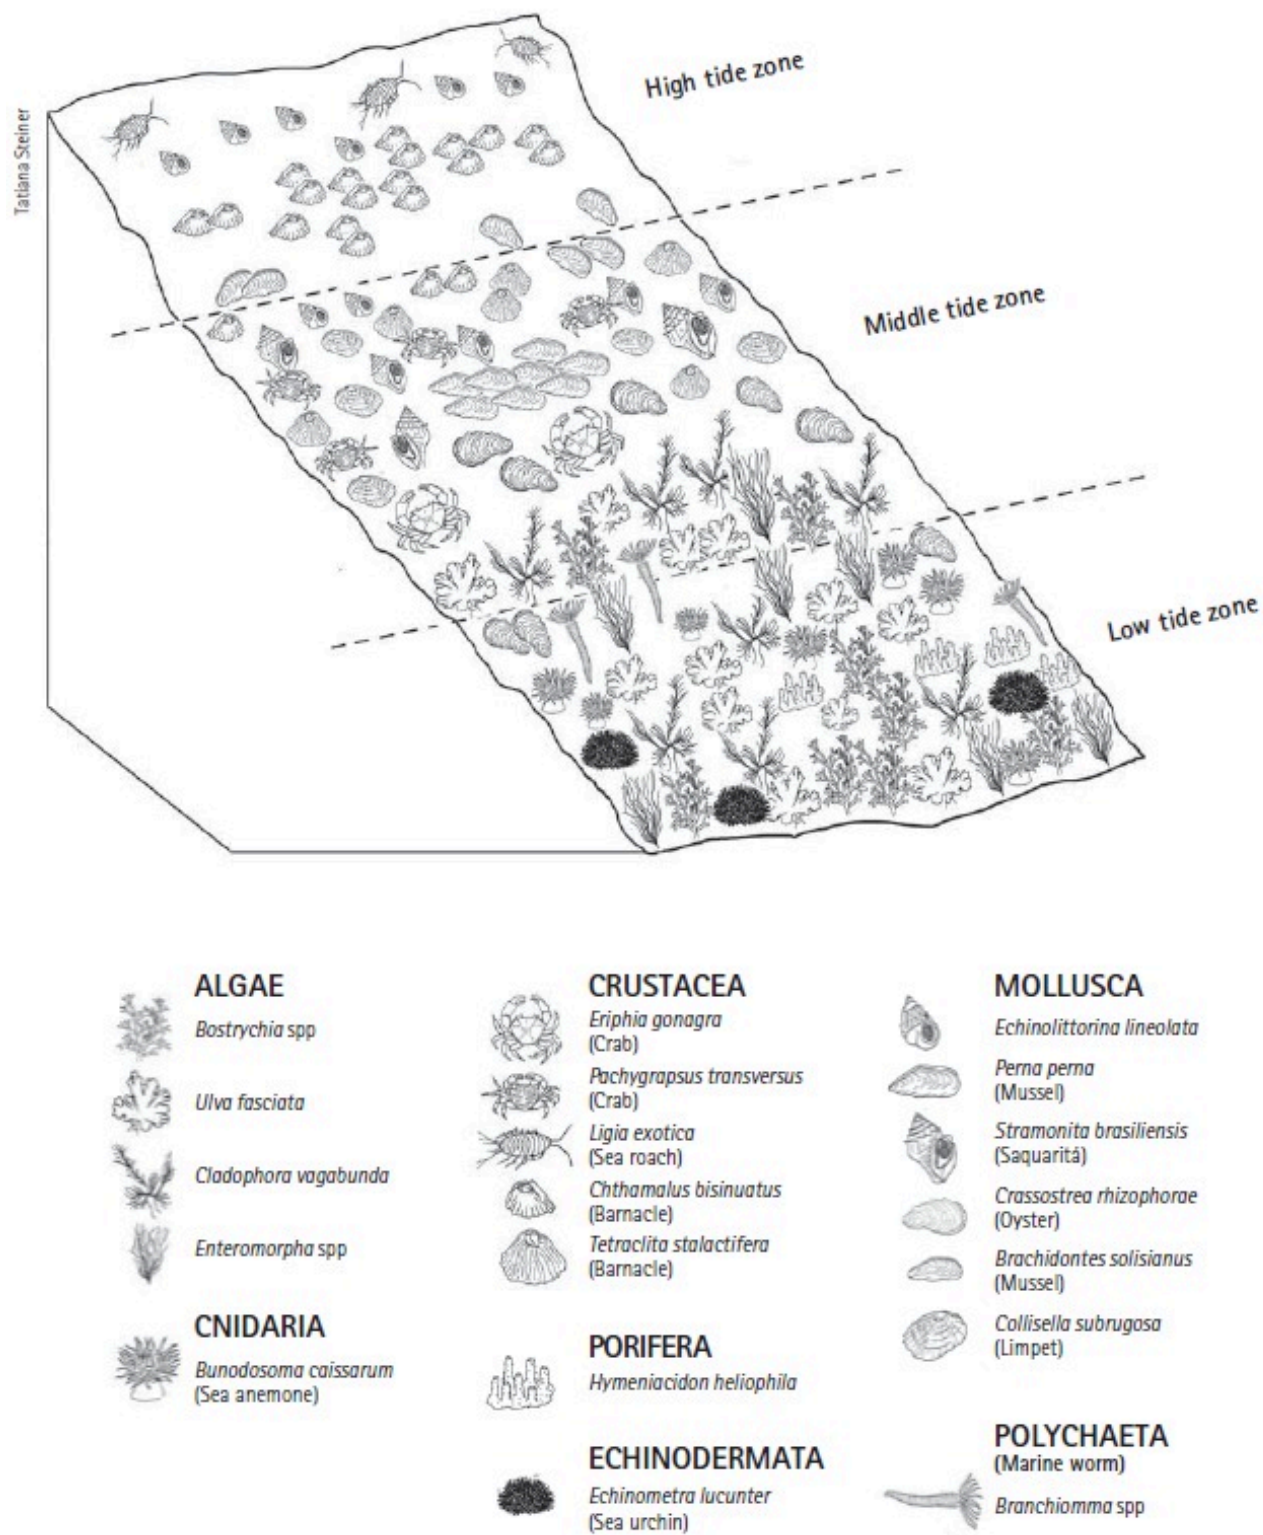 High tide zone
Tatiana Steiner
Middle tide zone
Low tide zone
ALGAE
Bostrychia spp
Ulva fasciata
Cladophora vagabunda
Enteromorpha spp
CNIDARIA
Bunodosoma caissarum
(Sea anemone)
CRUSTACEA
Eriphia gonagra
(Crab)
Pachygrapsus transversus
(Crab)
Ligia exotica
(Sea roach)
Chthamalus bisinuatus
(Barnacle)
Tetraclita stalactifera
(Barnacle)
PORIFERA
Hymeniacidon heliophila
ECHINODERMATA
Echinometra lucunter
(Sea urchin)
MOLLUSCA
Echinolittorina lineolata
Perna perna
(Mussel)
Stramonita brasiliensis
(Saquaritá)
Crassostrea rhizophorae
(Oyster)
Brachidontes solisianus
(Mussel)
Collisella subrugosa
(Limpet)
POLYCHAETA
(Marine worm)
Branchiomma spp